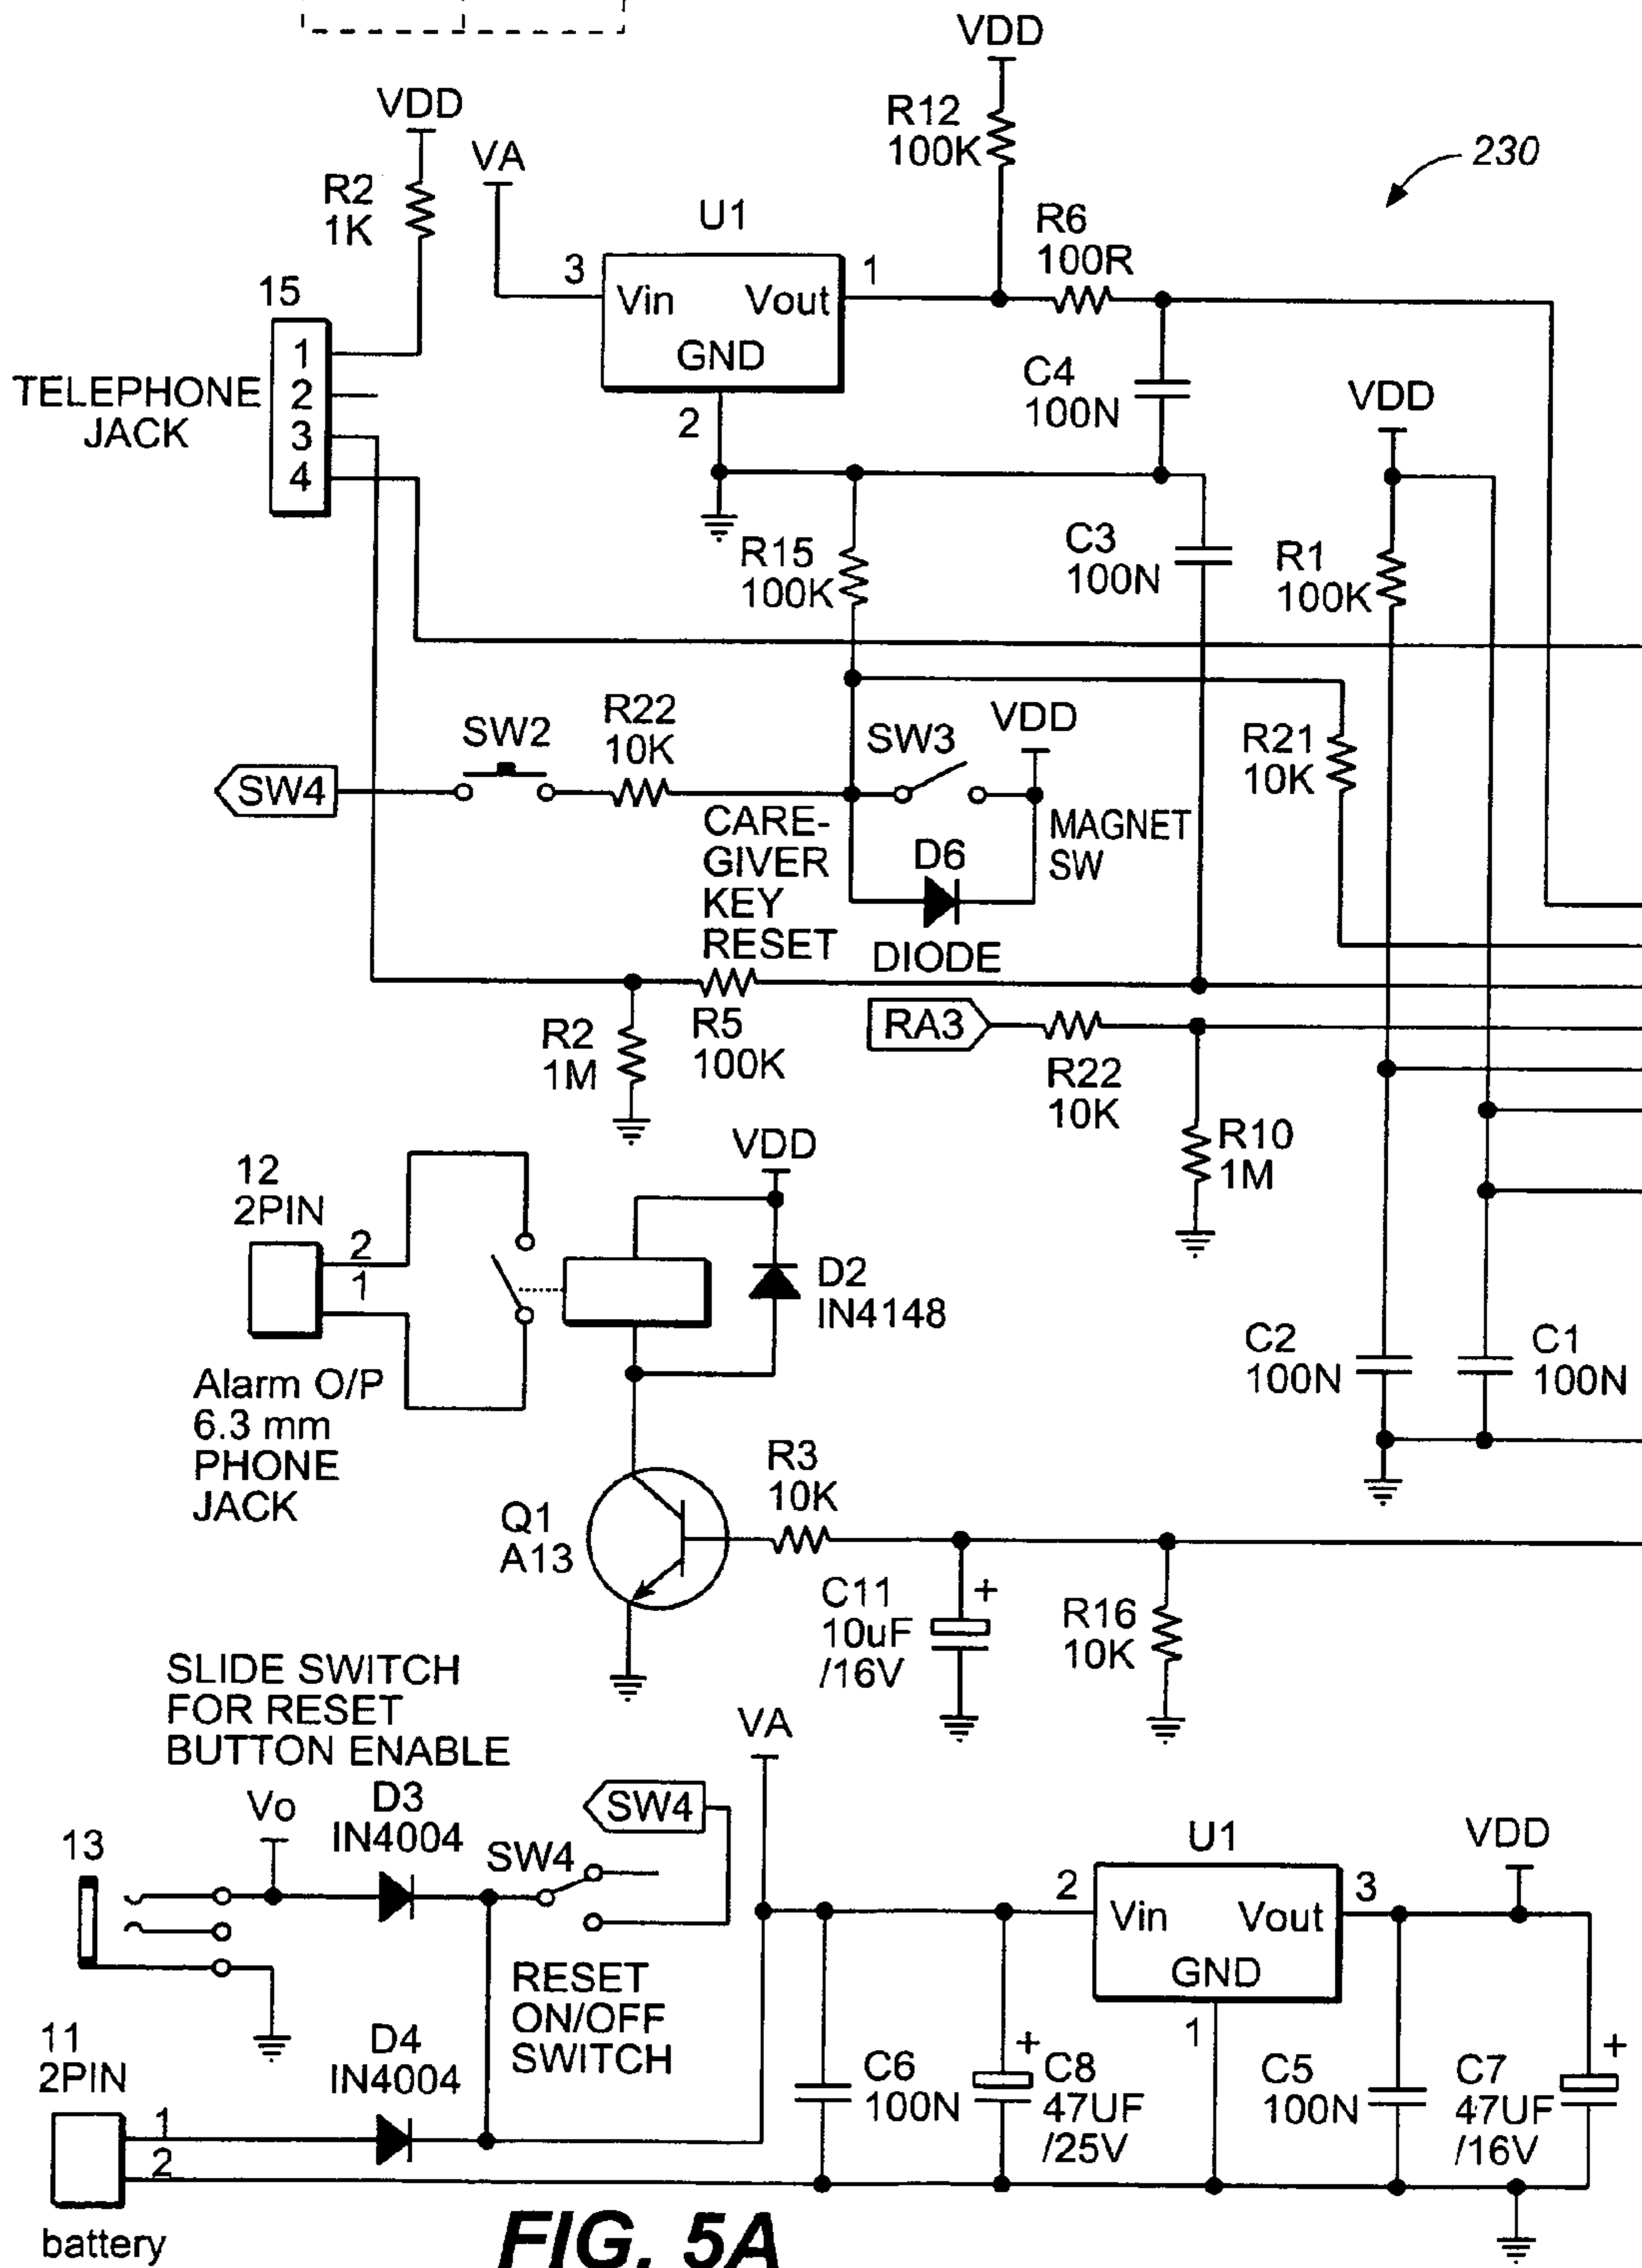 VDD
VDD
R12
100K
230
VA
R2
1K
U1
R6
100R
15
3
Vin
Vout
1
GND
2
TELEPHONE
JACK
1
2
3
4
C4
100N
VDD
R15
100K
C3
100N
R1
100K
SW4
SW2
R22
10K
SW3
VDD
R21
10K
CARE-
GIVER
KEY
RESET
D6
DIODE
MAGNET
SW
R2
1M
R5
100K
RA3
R22
10K
R10
1M
12
2PIN
2
1
VDD
D2
IN4148
Alarm O/P
6.3 mm
PHONE
JACK
C2
100N
C1
100N
Q1
A13
R3
10K
C11
10uF
/16V
+
R16
10K
SLIDE SWITCH
FOR RESET
BUTTON ENABLE
VA
13
Vo
D3
IN4004
SW4
SW4
U1
VDD
2
Vin
Vout
3
GND
1
RESET
ON/OFF
SWITCH
11
2PIN
1
2
D4
IN4004
C6
100N
+
C8
47UF
/25V
C5
100N
C7
47UF
/16V
+
battery
FIG. 5A